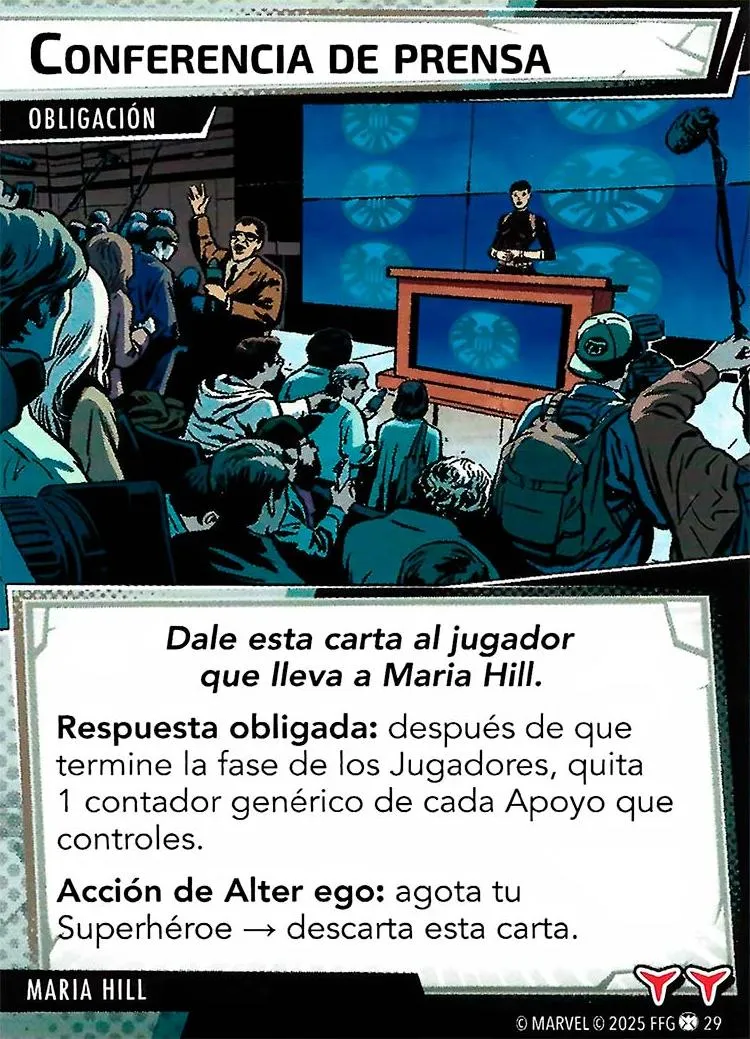 CONFERENCIA DE PRENSA
OBLIGACIÓN
Dale esta carta al jugador
que lleva a Maria Hill.
Respuesta obligada: después de que
termine la fase de los Jugadores, quita
1 contador genérico de cada Apoyo que
controles.
Acción de Alter ego: agota tu
Superhéroe → descarta esta carta.
MARIA HILL
© MARVEL © 2025 FFG 29